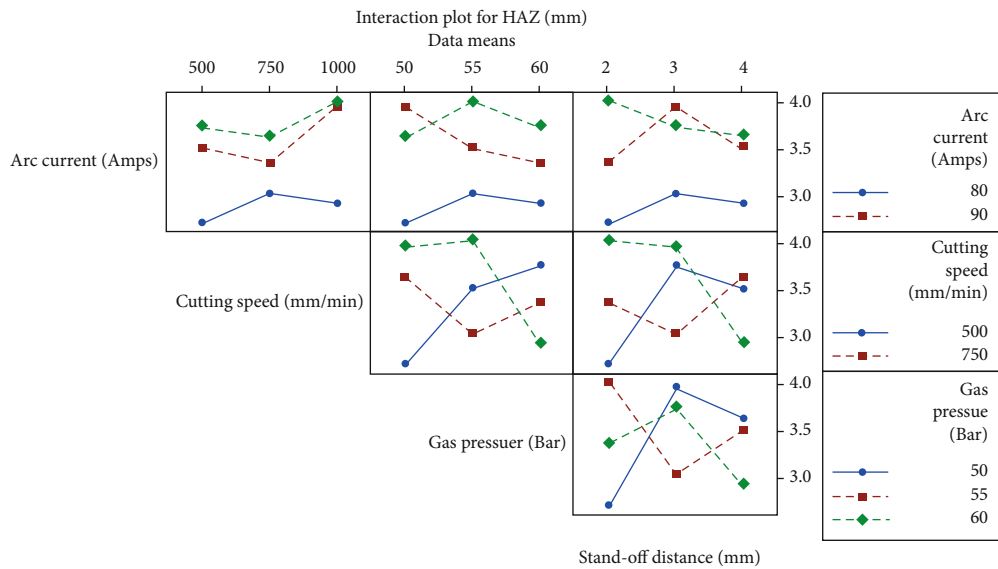 Interaction plot for HAZ (mm)
Data means
500 750 1000 50 55 60 2 3 4
Arc current (Amps)
4.0
3.5
3.0
Arc
current
(Amps)
80
90
Cutting speed (mm/min)
4.0
3.5
3.0
Cutting
speed
(mm/min)
500
750
Gas pressuer (Bar)
4.0
3.5
3.0
Gas
pressue
(Bar)
50
55
60
Stand-off distance (mm)